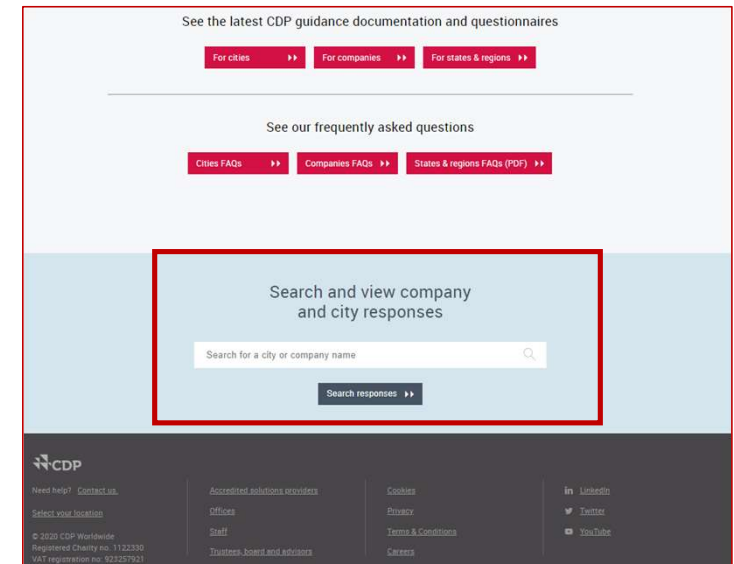 See the latest CDP guidance documentation and questionnaires
For cities
For companies
For states & regions
See our frequently asked questions
Cities FAQs
Companies FAQs
States & regions FAQs (PDF)
Search and view company
and city responses
Search for a city or company name
Search responses
CDP
Need help? Contact us.
Select your location
© 2020 CDP Worldwide
Registered Charity no. 1122330
VAT registration no: 923257921
Accredited solutions providers
Offices
Staff
Trustees, board and advisors
Cookies
Privacy
Terms & Conditions
Careers
in LinkedIn
Twitter
YouTube